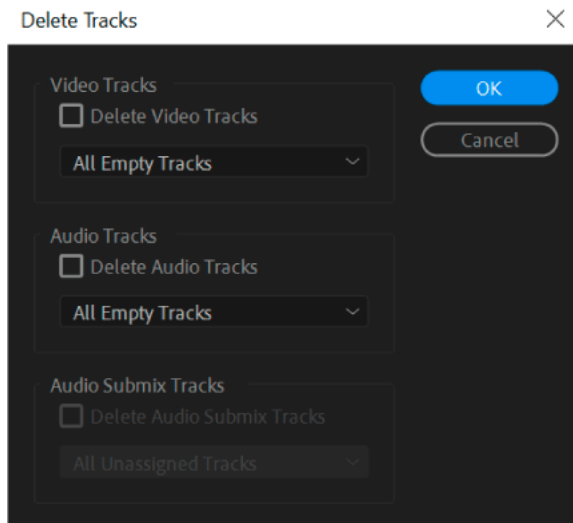 Delete Tracks
Video Tracks
Delete Video Tracks
All Empty Tracks
OK
Cancel
Audio Tracks
Delete Audio Tracks
All Empty Tracks
Audio Submix Tracks
Delete Audio Submix Tracks
All Unassigned Tracks